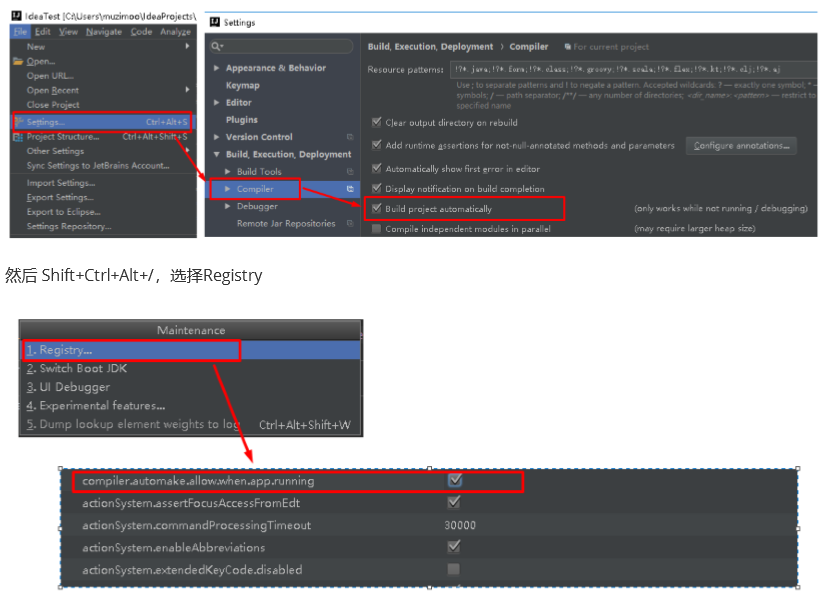 IdeaTest [C:\Users\muzimoo\IdeaProjects\
File Edit View Navigate Code Analyze
New
Open...
Open URL...
Open Recent
Close Project
Settings... Ctrl+Alt+S
Project Structure... Ctrl+Alt+Shift+S
Other Settings
Sync Settings to JetBrains Account...
Import Settings...
Export Settings...
Export to Eclipse...
Settings Repository...
Settings
Appearance & Behavior
Keymap
Editor
Plugins
Version Control
Build, Execution, Deployment
Build Tools
Compiler
Debugger
Remote Jar Repositories
Build, Execution, Deployment › Compiler For current project
Resource patterns: !?*.java;!?*.form;!?*.class;!?*.groovy;!?*.scala;!?*.flex;!?*.kt;!?*.clj;!?*.aj
Use ; to separate patterns and ! to negate a pattern. Accepted wildcards: ? — exactly one symbol; * —
symbols; / — path separator; /**/ — any number of directories; <dir_name>:<pattern> — restrict to
specified name
Clear output directory on rebuild
Add runtime assertions for not-null-annotated methods and parameters Configure annotations...
Automatically show first error in editor
Display notification on build completion
Build project automatically (only works while not running / debugging)
Compile independent modules in parallel (may require larger heap size)
然后 Shift+Ctrl+Alt+/，选择Registry
Maintenance
1. Registry...
2. Switch Boot JDK
3. UI Debugger
4. Experimental features...
5. Dump lookup element weights to log Ctrl+Alt+Shift+W
compiler.automake.allow.when.app.running
actionSystem.assertFocusAccessFromEdt
actionSystem.commandProcessingTimeout 30000
actionSystem.enableAbbreviations
actionSystem.extendedKeyCode.disabled